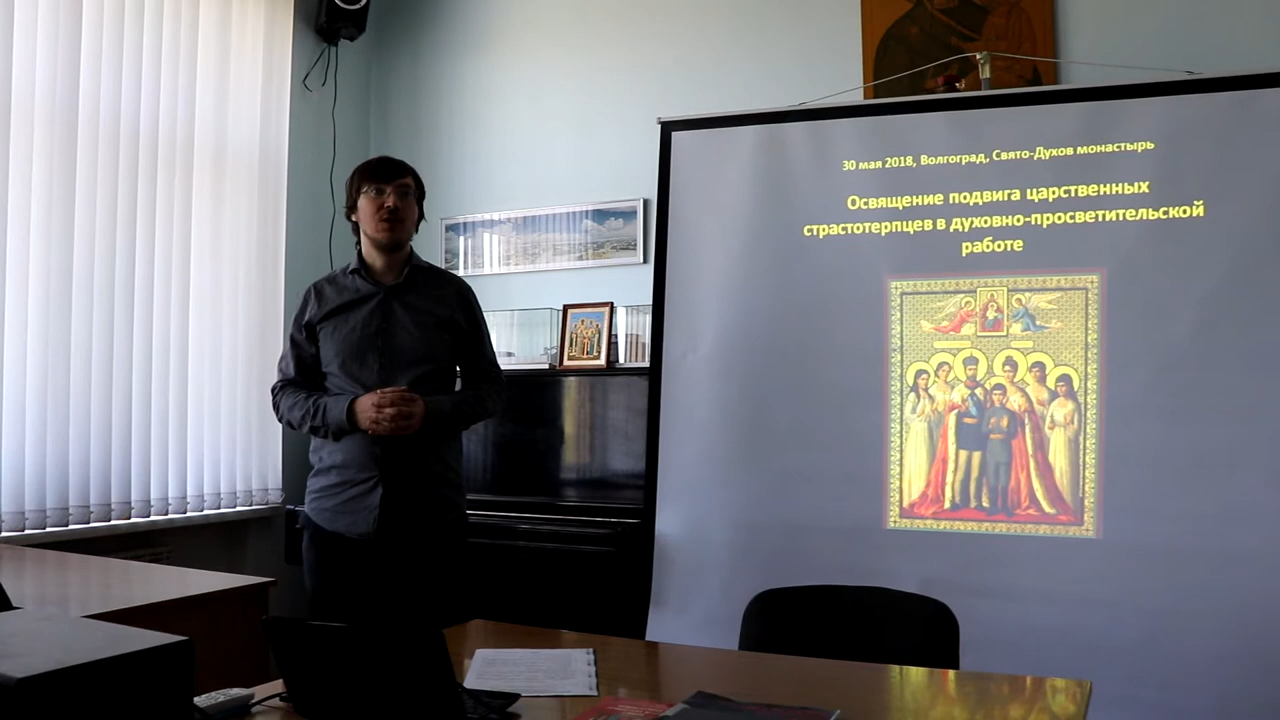 30 мая 2018, Волгоград, Свято-Духов монастырь
Освящение подвига царственных
страстотерпцев в духовно-просветительской
работе